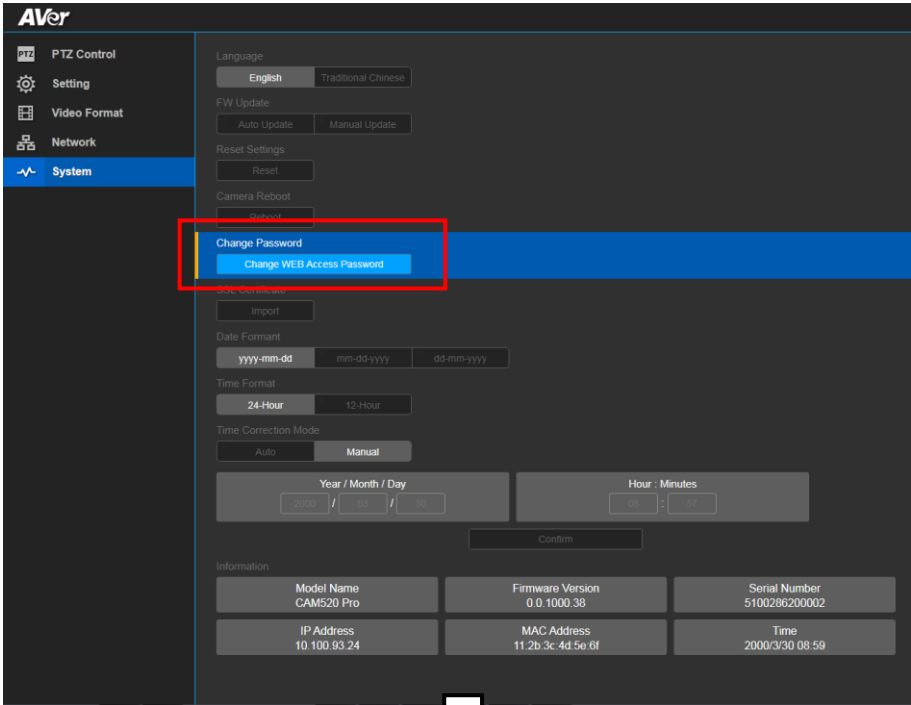 AVer
PTZ PTZ Control
Setting
Video Format
Network
System
Language
English Traditional Chinese
FW Update
Auto Update Manual Update
Reset Settings
Reset
Camera Reboot
Reboot
Change Password
Change WEB Access Password
SSL Certificate
Import
Date Formant
yyyy-mm-dd mm-dd-yyyy dd-mm-yyyy
Time Format
24-Hour 12-Hour
Time Correction Mode
Auto Manual
Year / Month / Day Hour : Minutes
2000 / 03 / 30 08 : 57
Confirm
Information
Model Name Firmware Version Serial Number
CAM520 Pro 0.0.1000.38 5100286200002
IP Address MAC Address Time
10.100.93.24 11:2b:3c:4d:5e:6f 2000/3/30 08:59